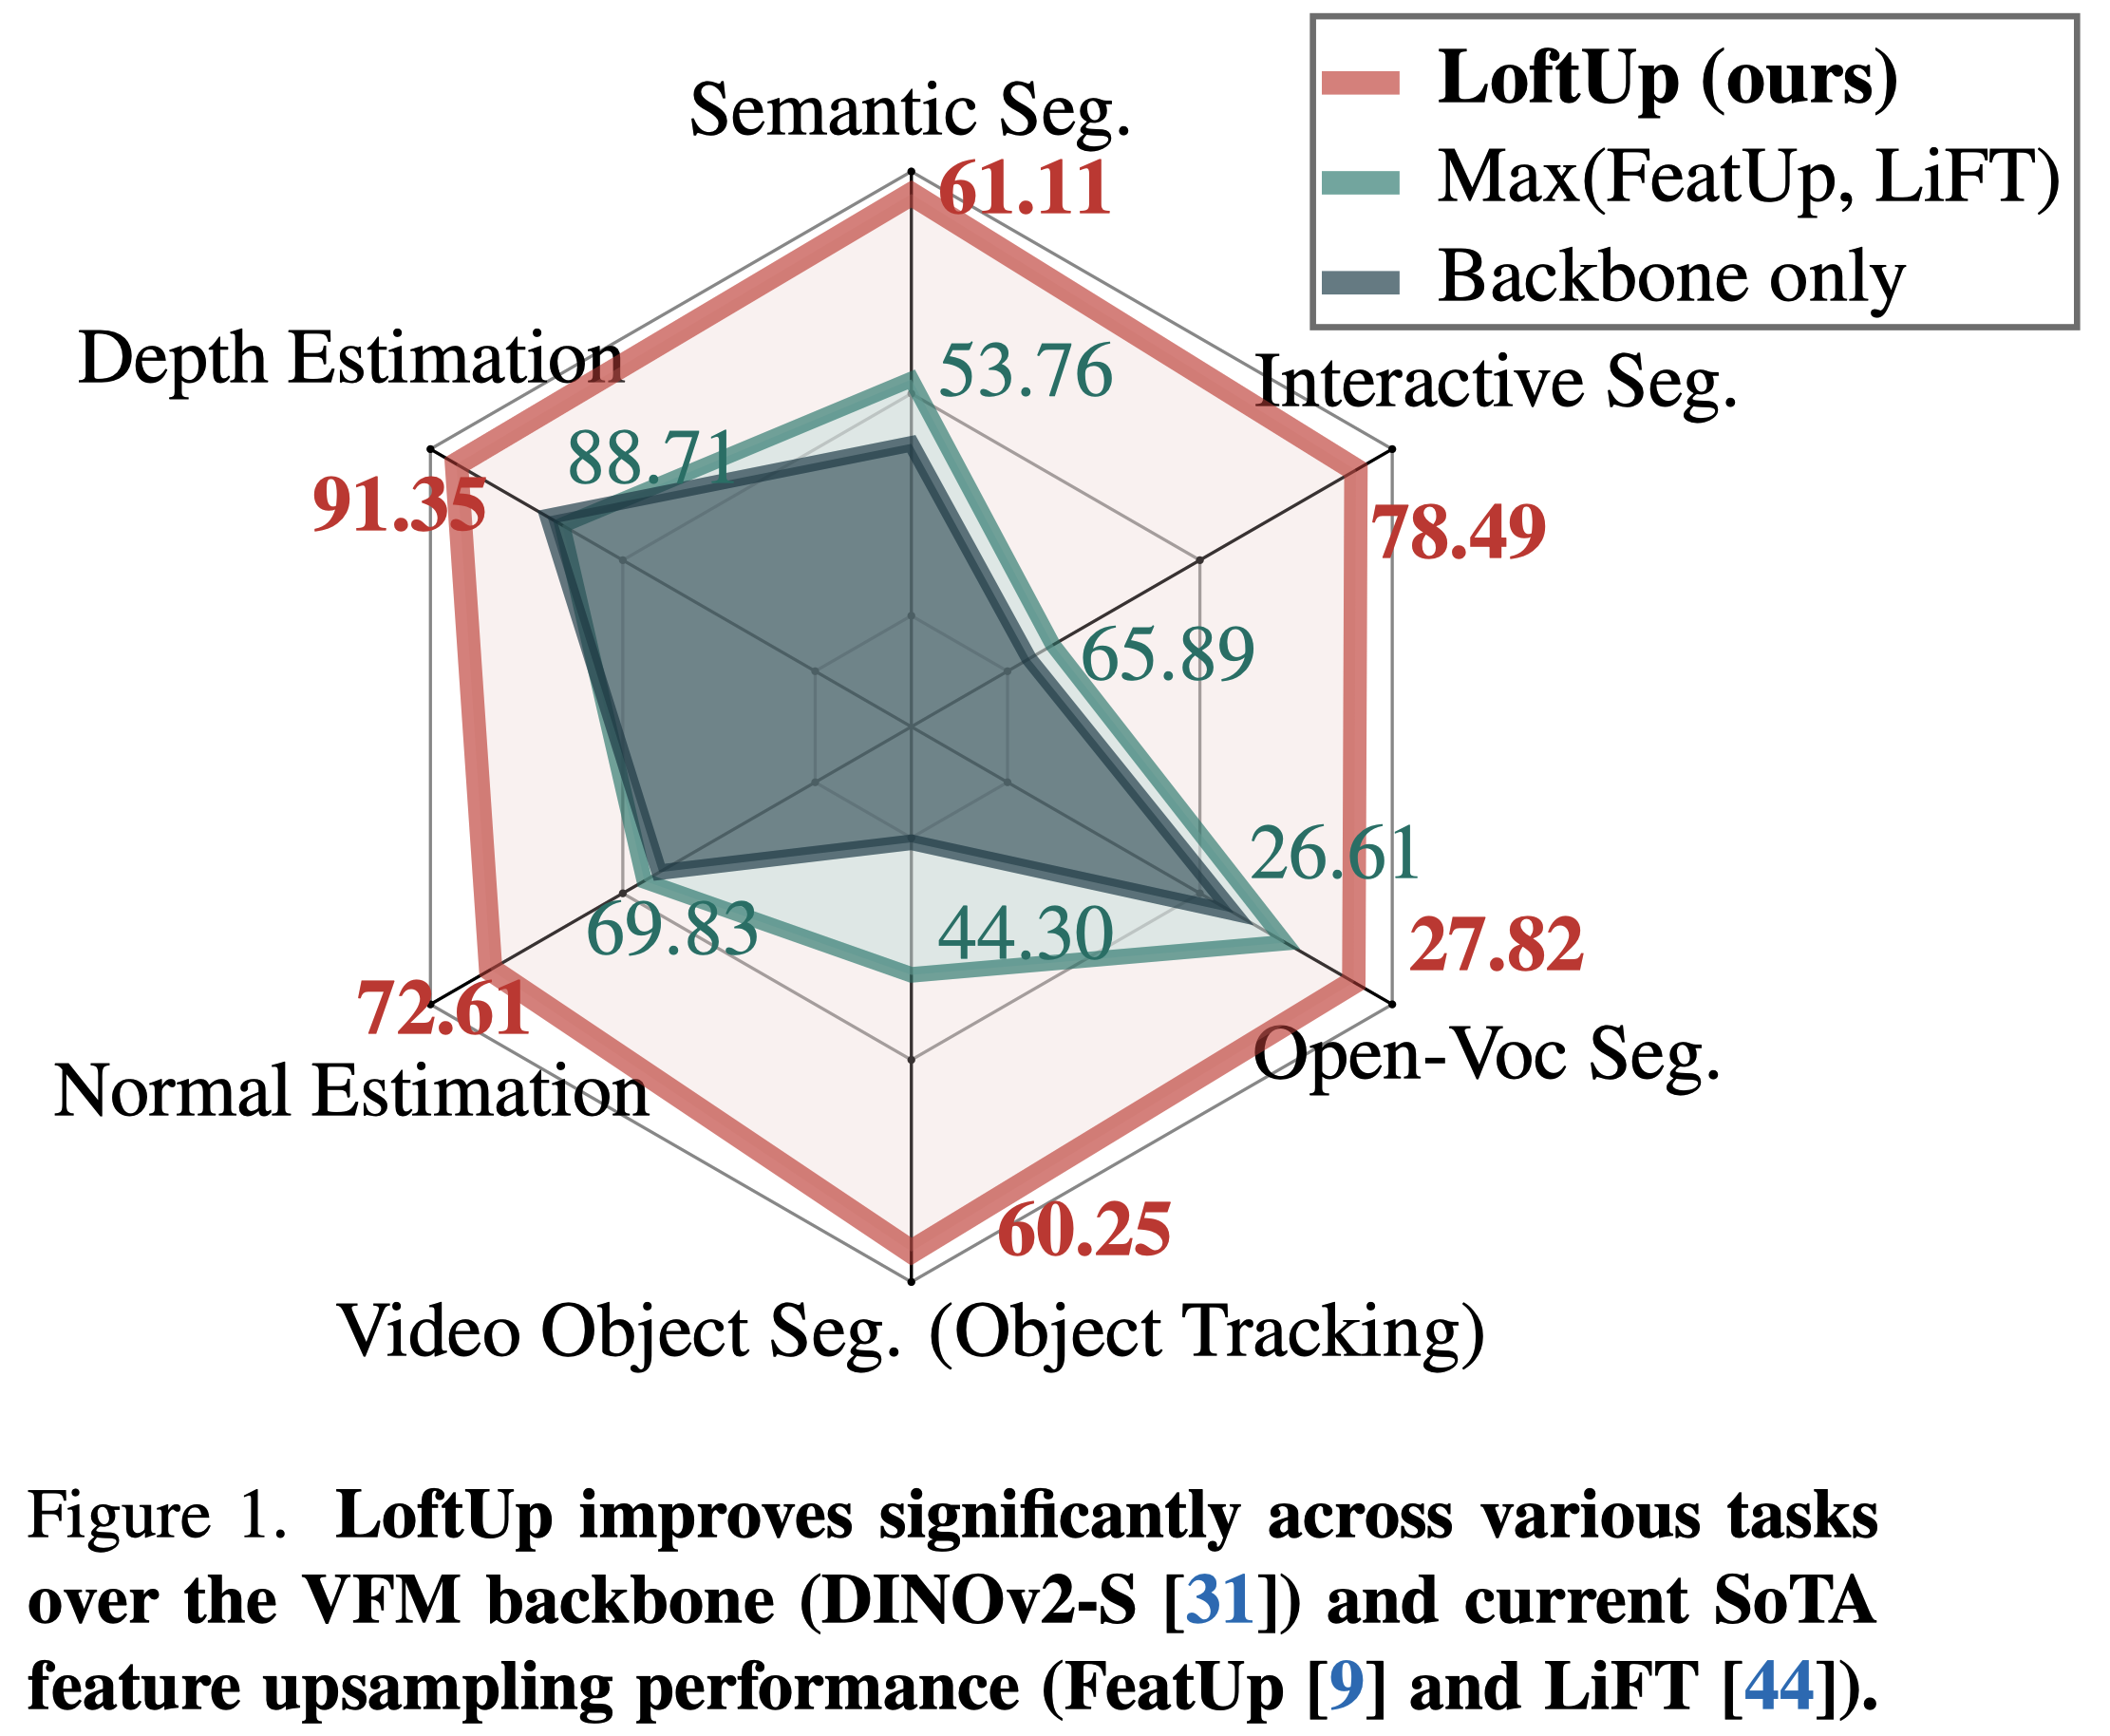 LoftUp (ours)
Max(FeatUp, LiFT)
Backbone only
Semantic Seg.
61.11
53.76
Depth Estimation
88.71
91.35
Interactive Seg.
78.49
65.89
26.61
27.82
Open-Voc Seg.
69.83
44.30
72.61
Normal Estimation
60.25
Video Object Seg. (Object Tracking)
Figure 1. LoftUp improves significantly across various tasks
over the VFM backbone (DINOv2-S [31]) and current SoTA
feature upsampling performance (FeatUp [9] and LiFT [44]).